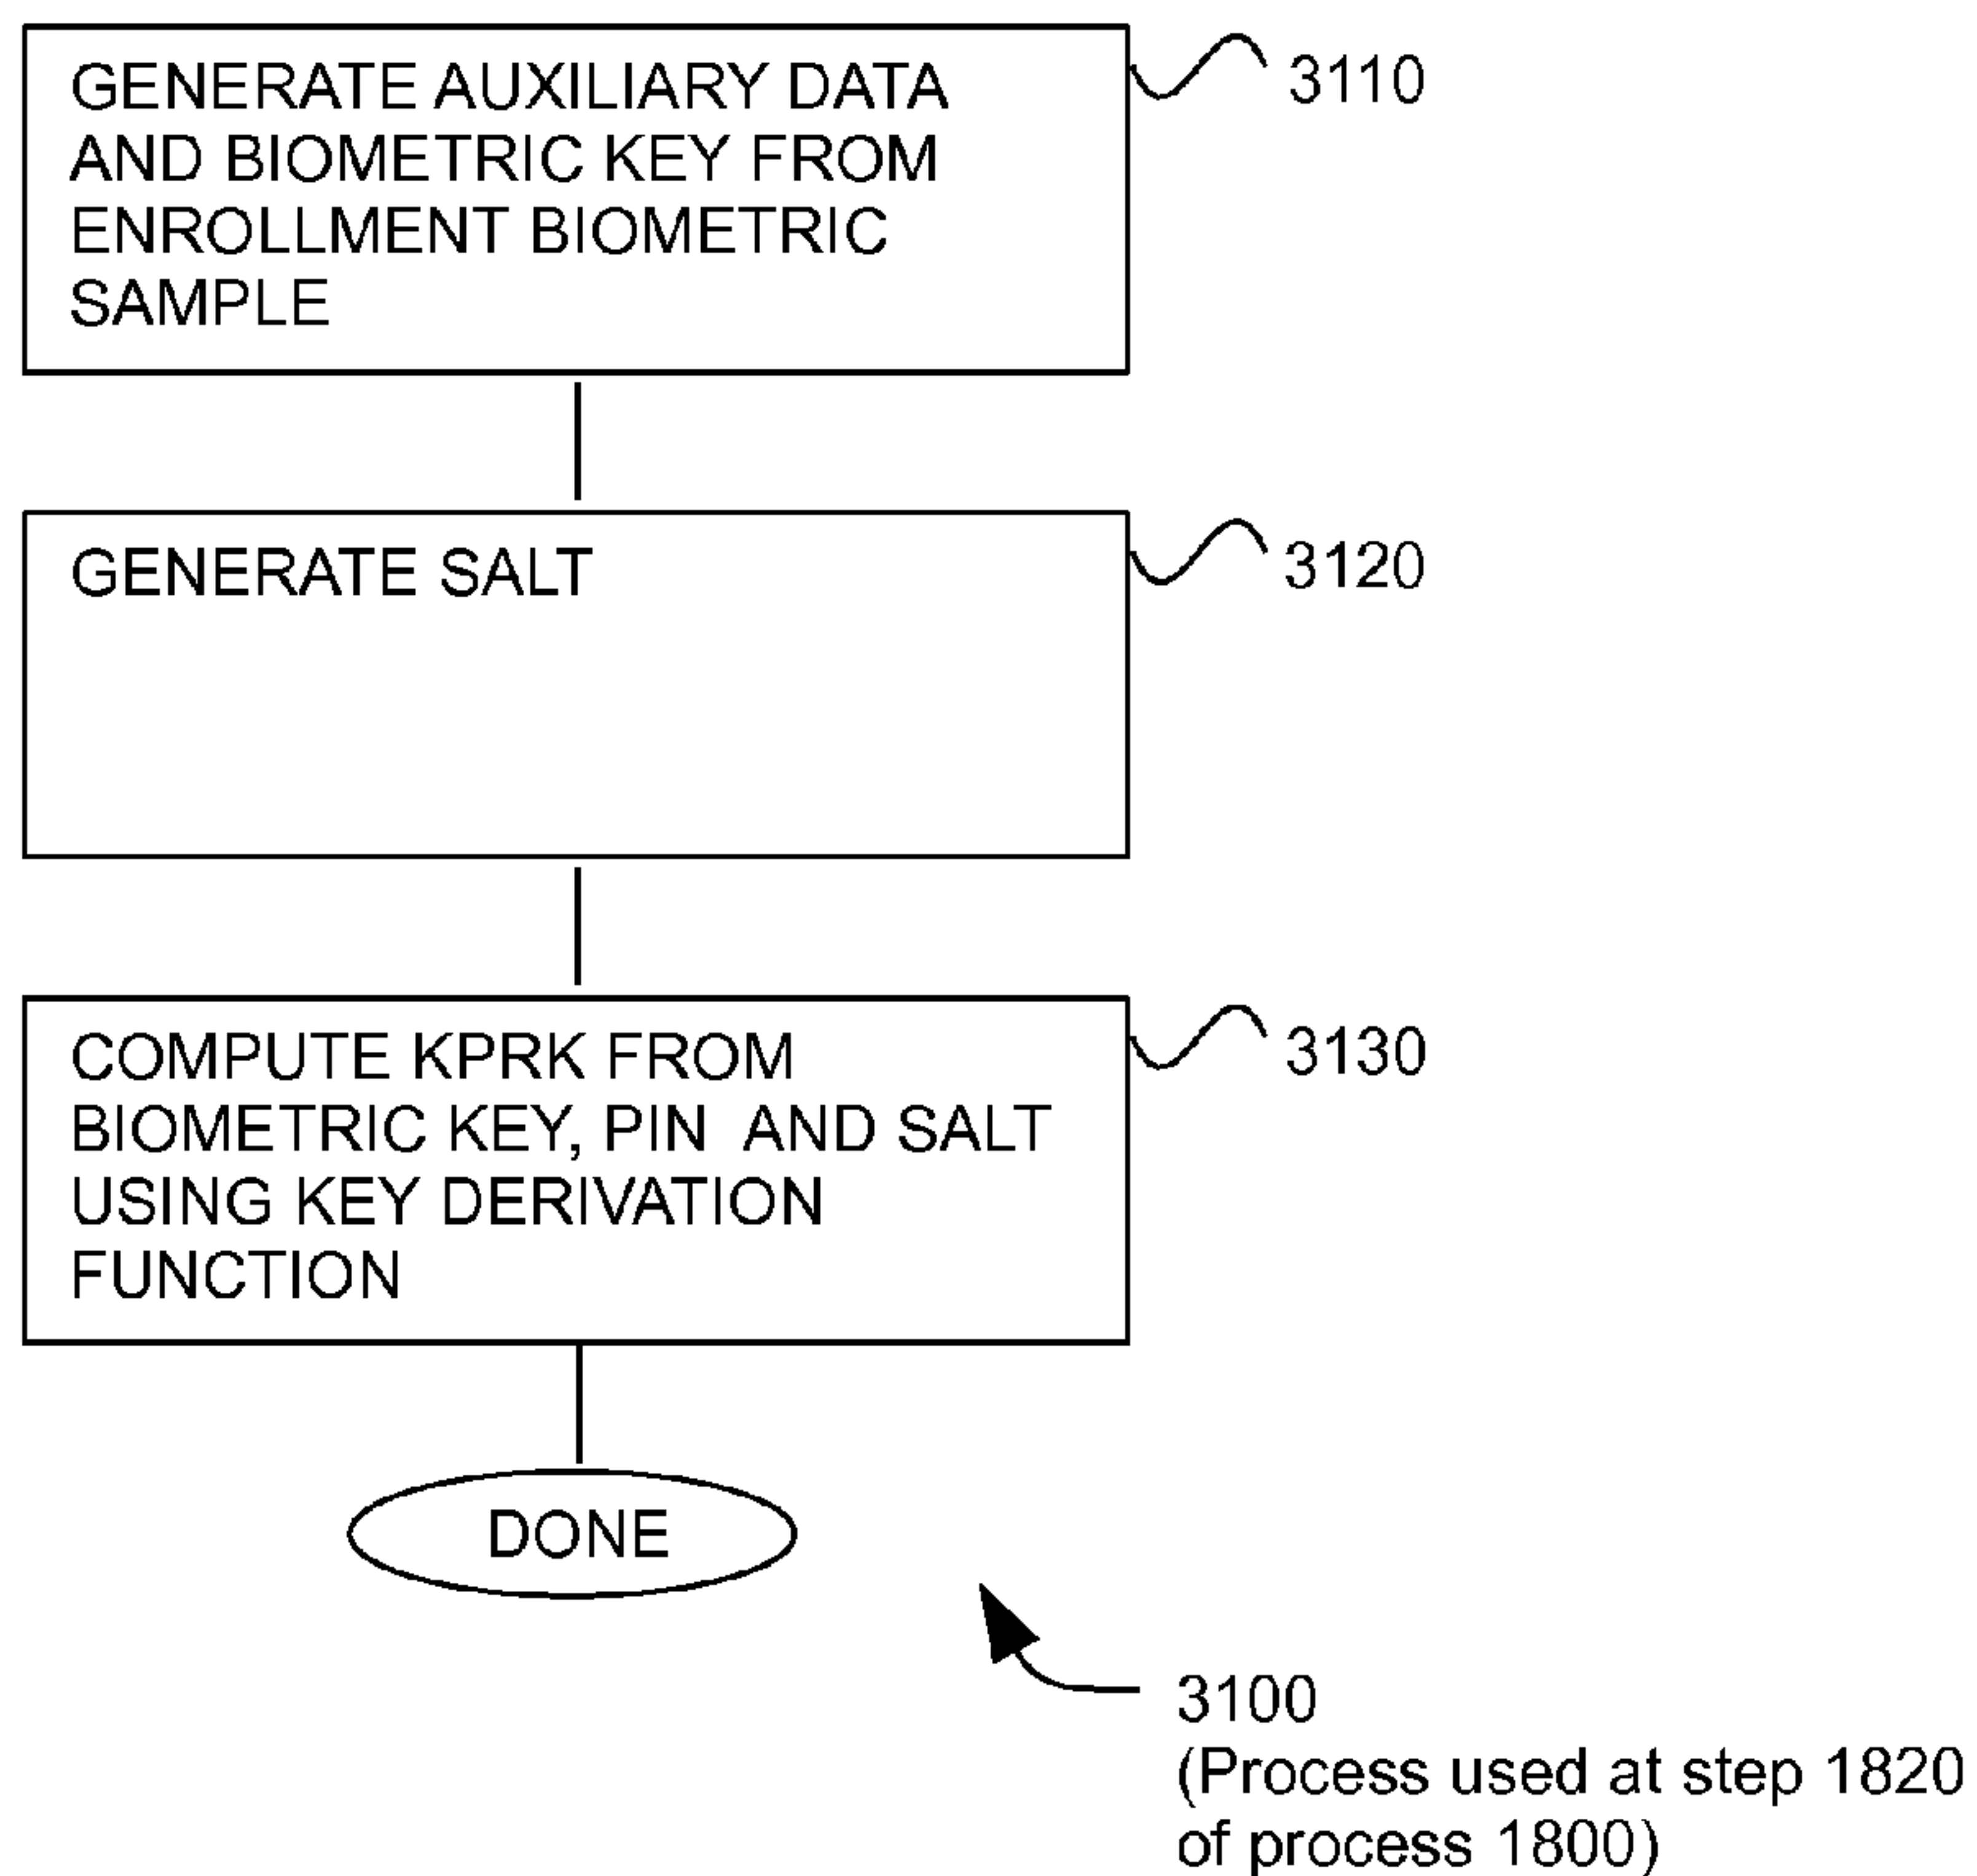 GENERATE AUXILIARY DATA
AND BIOMETRIC KEY FROM
ENROLLMENT BIOMETRIC
SAMPLE
3110
GENERATE SALT
3120
COMPUTE KPRK FROM
BIOMETRIC KEY, PIN AND SALT
USING KEY DERIVATION
FUNCTION
3130
DONE
3100
(Process used at step 1820
of process 1800)